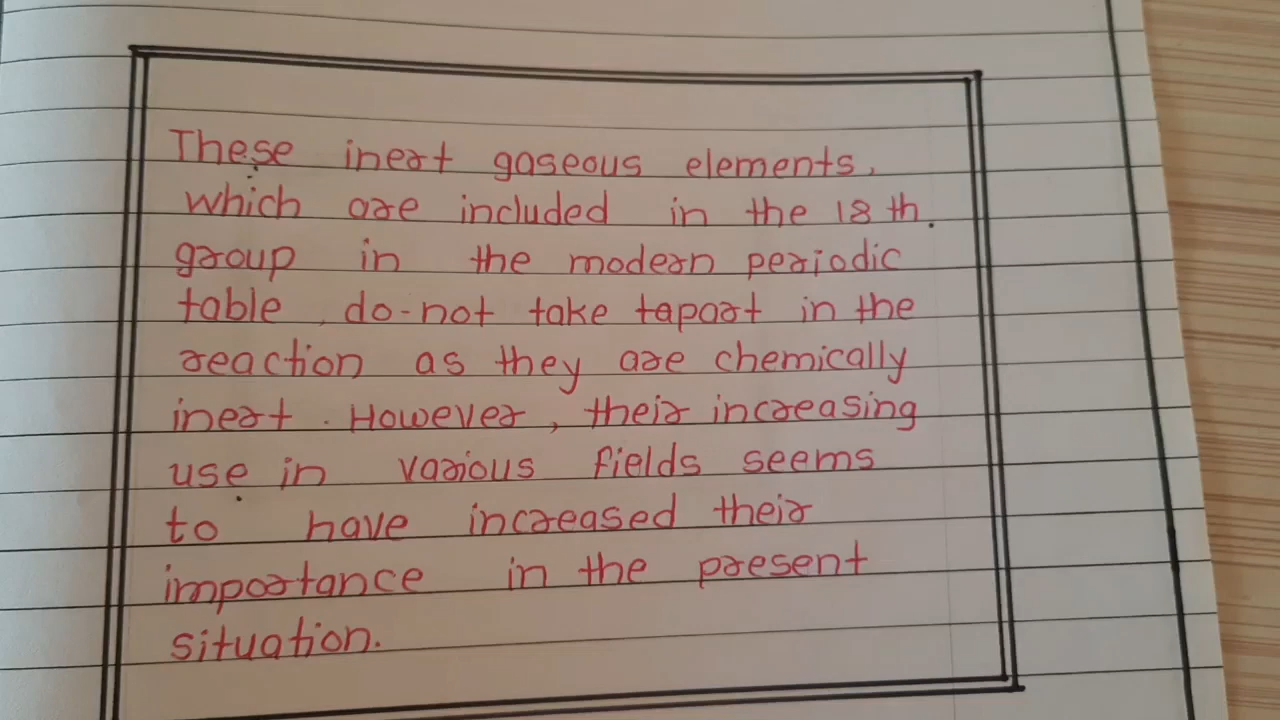 These inert gaseous elements,
which are included in the 18 th
group in the modern periodic
table, do-not take tapart in the
reaction as they are chemically
inert. However, their increasing
use in various fields seems
to have increased their
importance in the present
situation.